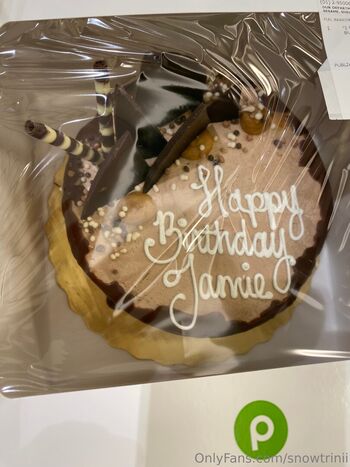 Happy
Birthday
Jamie
p
OnlyFans.com/snowtrinii